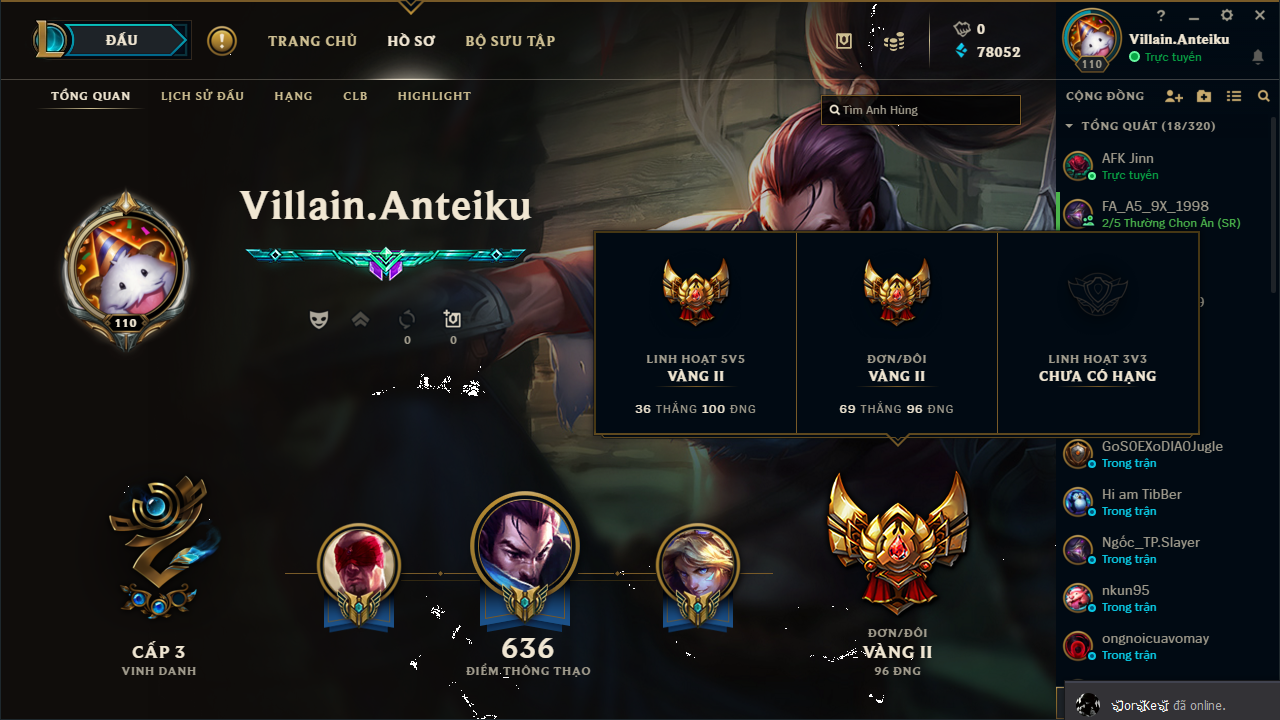 ĐẤU
!
TRANG CHỦ
HỒ SƠ
BỘ SƯU TẬP
0
78052
?
Villain.Anteiku
Trực tuyến
110
TỔNG QUAN
LỊCH SỬ ĐẤU
HẠNG
CLB
HIGHLIGHT
Tìm Anh Hùng
CỘNG ĐỒNG
TỔNG QUÁT (18/320)
AFK Jinn
Trực tuyến
FA_A5_9X_1998
2/5 Thường Chọn Ẩn (SR)
Villain.Anteiku
110
0
0
LINH HOẠT 5V5
VÀNG II
36 THẮNG 100 ĐNG
ĐƠN/ĐÔI
VÀNG II
69 THẮNG 96 ĐNG
LINH HOẠT 3V3
CHƯA CÓ HẠNG
GoS0EXoDIA0Jugle
Trong trận
Hi am TibBer
Trong trận
Ngốc_TP.Slayer
Trong trận
nkun95
Trong trận
ongnoicuavomay
Trong trận
CẤP 3
VINH DANH
636
ĐIỂM THÔNG THẠO
ĐƠN/ĐÔI
VÀNG II
96 ĐNG
đã online.